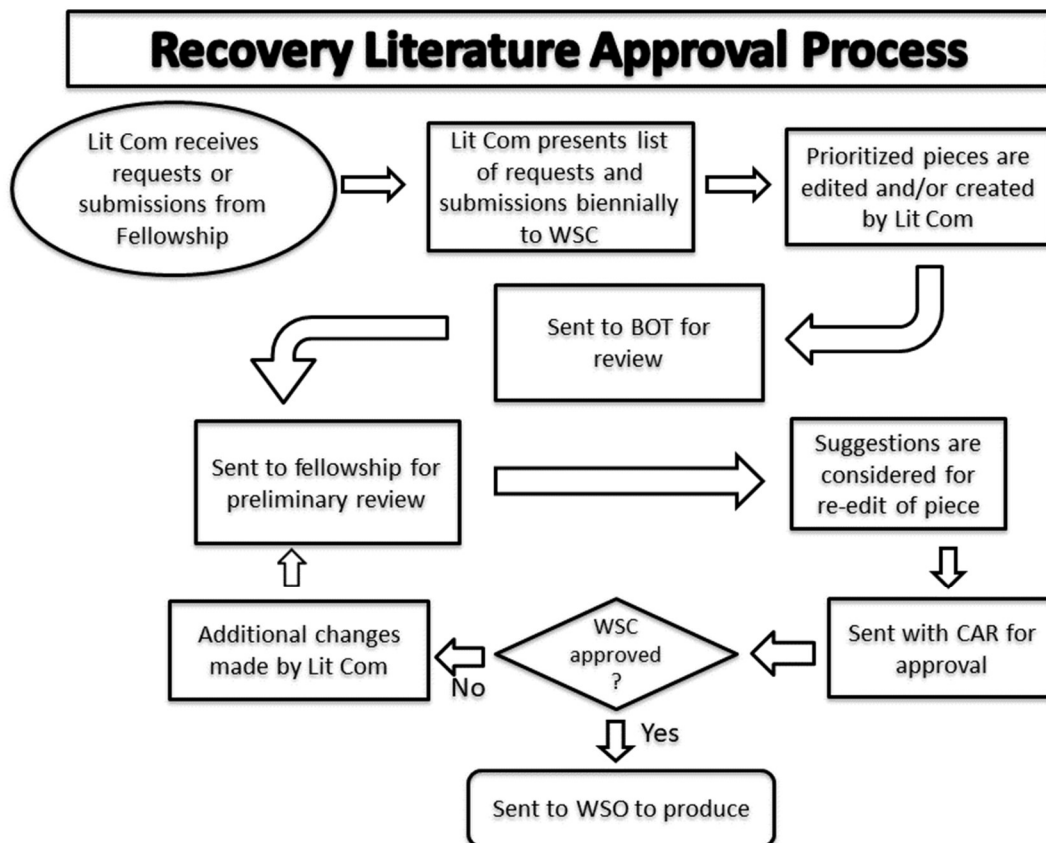 Recovery Literature Approval Process
Lit Com receives
requests or
submissions from
Fellowship
Lit Com presents list
of requests and
submissions biennially
to WSC
Prioritized pieces are
edited and/or created
by Lit Com
Sent to BOT for
review
Sent to fellowship for
preliminary review
Suggestions are
considered for
re-edit of piece
Sent with CAR for
approval
WSC
approved
?
No
Additional changes
made by Lit Com
Yes
Sent to WSO to produce